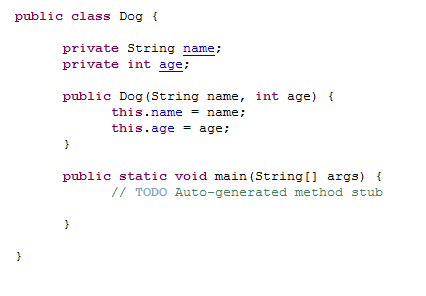 public class Dog {
private String name;
private int age;
public Dog(String name, int age) {
this.name = name;
this.age = age;
}
public static void main(String[] args) {
// TODO Auto-generated method stub
}
}